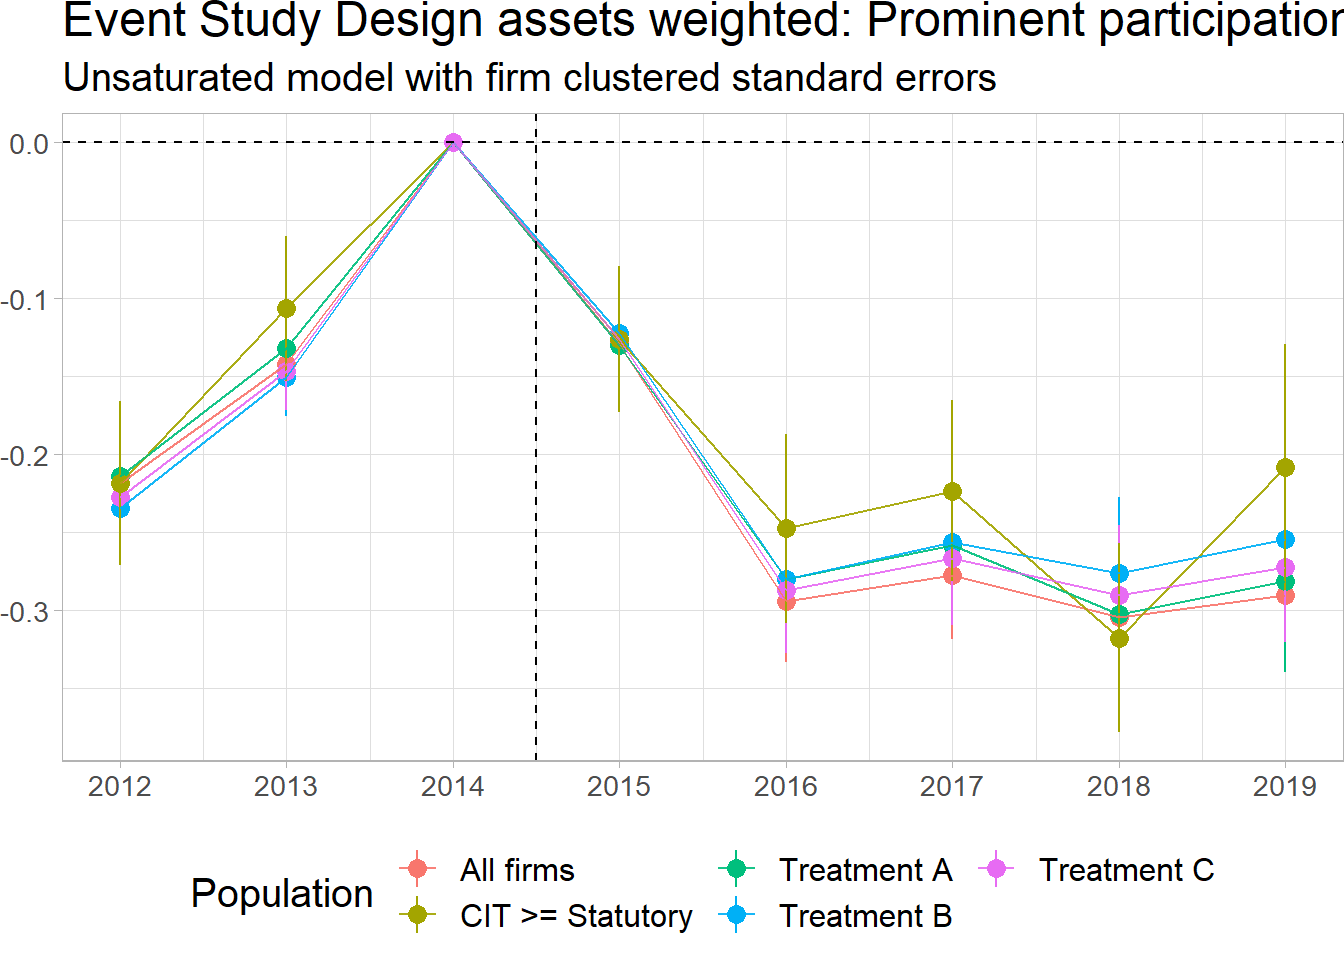 Event Study Design assets weighted: Prominent participation
Unsaturated model with firm clustered standard errors
0.0
-0.1
-0.2
-0.3
2012 2013 2014 2015 2016 2017 2018 2019
Population
All firms
Treatment A
Treatment C
CIT >= Statutory
Treatment B